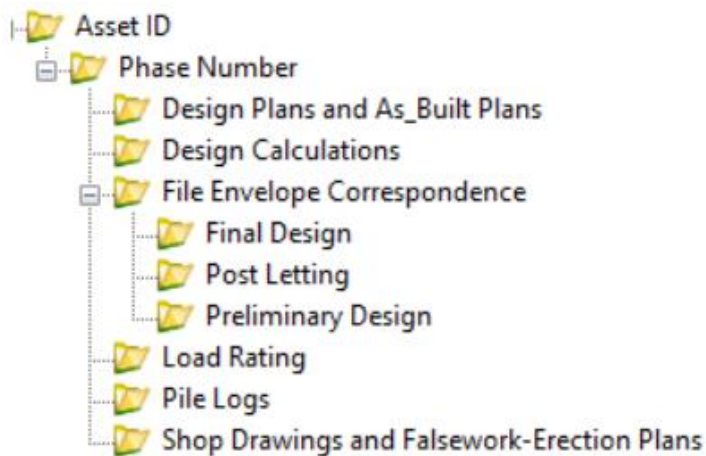 Asset ID
Phase Number
Design Plans and As_Built Plans
Design Calculations
File Envelope Correspondence
Final Design
Post Letting
Preliminary Design
Load Rating
Pile Logs
Shop Drawings and Falsework-Erection Plans